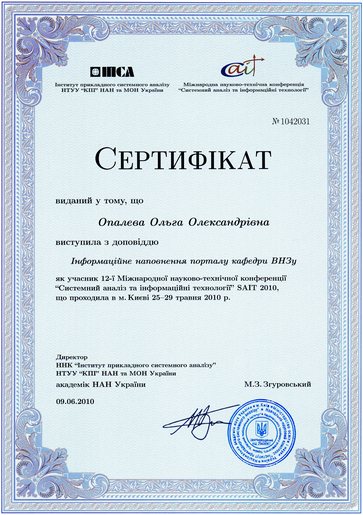 ІПСА
Інститут прикладного системного аналізу
НТУУ "КПІ" НАН та МОН України
САІТ
Міжнародна науково-технічна конференція
"Системний аналіз та інформаційні технології"
№ 1042031
СЕРТИФІКАТ
виданий у тому, що
Опалєва Ольга Олександрівна
виступила з доповіддю
Інформаційне наповнення порталу кафедри ВНЗу
як учасник 12-ї Міжнародної науково-технічної конференції
"Системний аналіз та інформаційні технології" SAIT 2010,
що проходила в м. Києві 25–29 травня 2010 р.
Директор
ННК "Інститут прикладного системного аналізу"
НТУУ "КПІ" НАН та МОН України
академік НАН України
М.З. Згуровський
09.06.2010